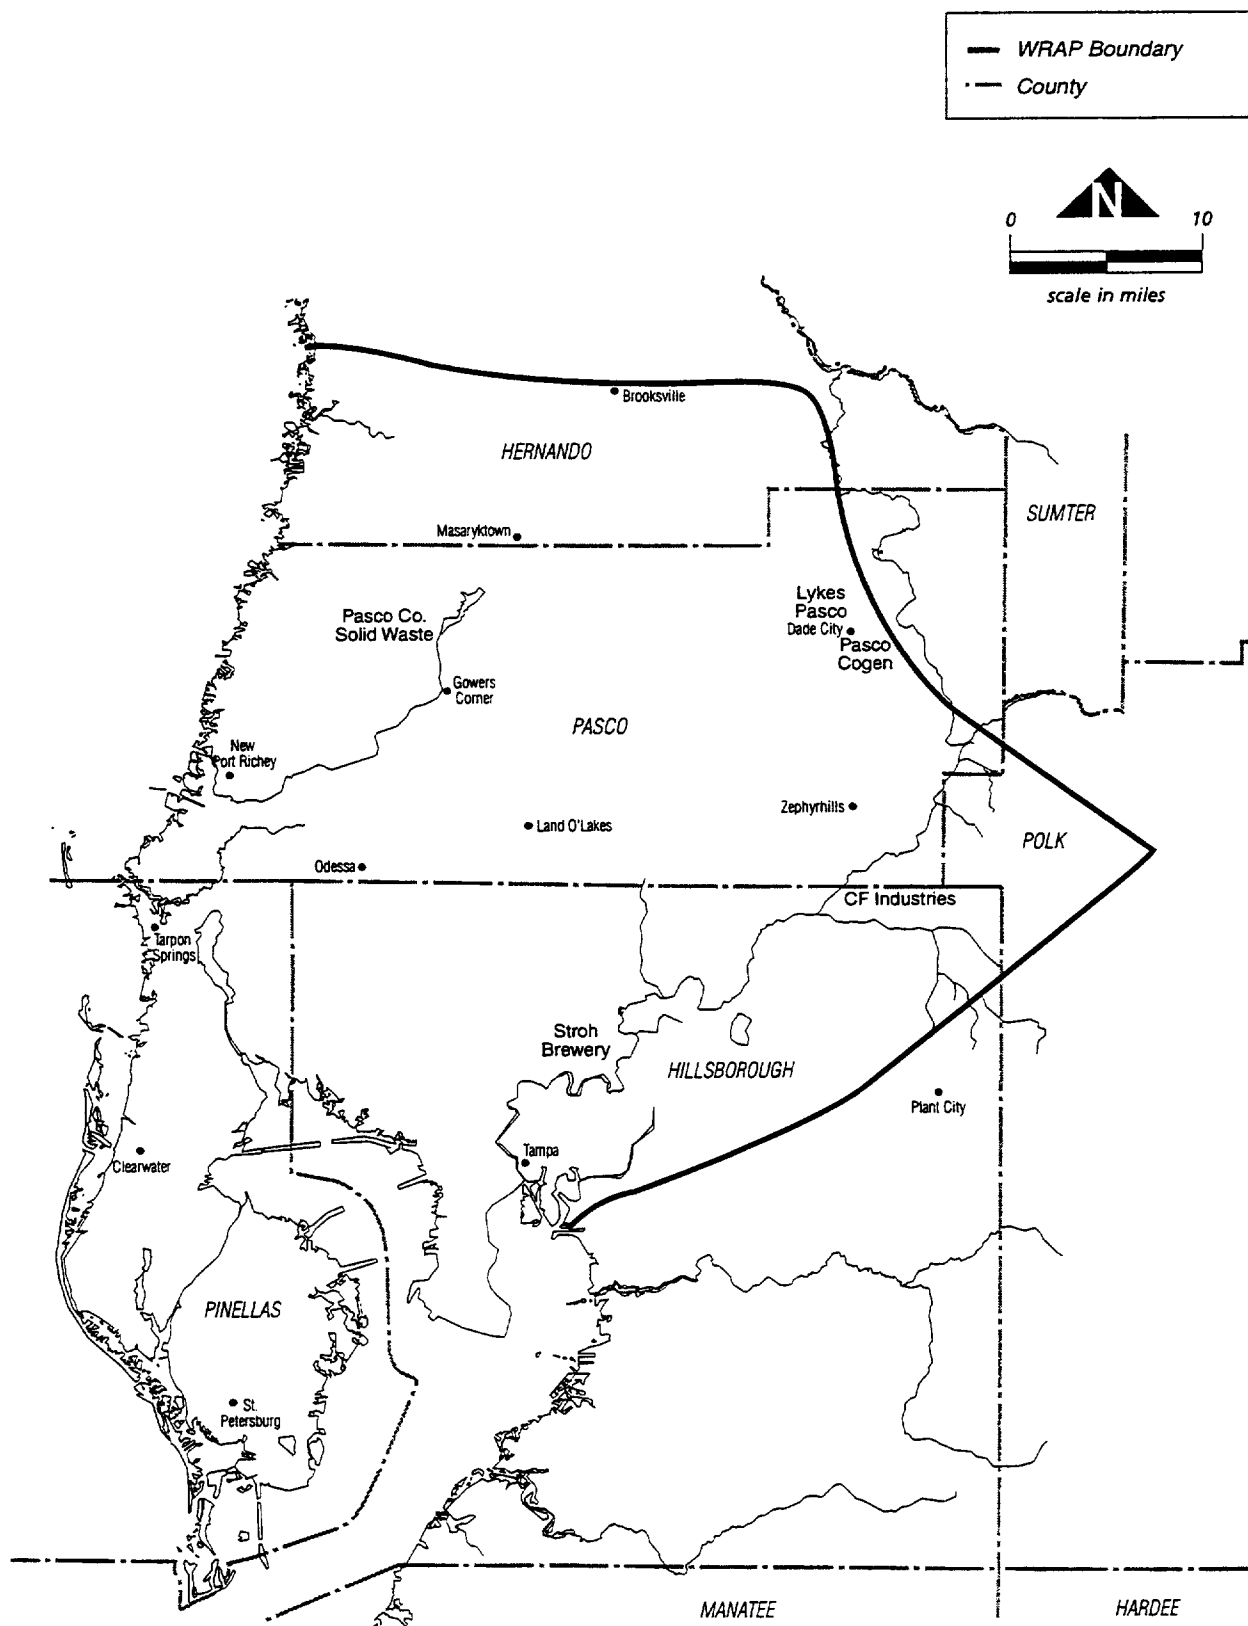 WRAP Boundary
County
N
0 10
scale in miles
Brooksville
HERNANDO
SUMTER
Masaryktown
Lykes
Pasco
Dade City
Pasco
Cogen
Pasco Co.
Solid Waste
Gowers
Corner
PASCO
New
Port Richey
Zephyrhills
Land O'Lakes
POLK
Odessa
CF Industries
Tarpon
Springs
Stroh
Brewery
HILLSBOROUGH
Plant City
Tampa
Clearwater
PINELLAS
St.
Petersburg
MANATEE
HARDEE